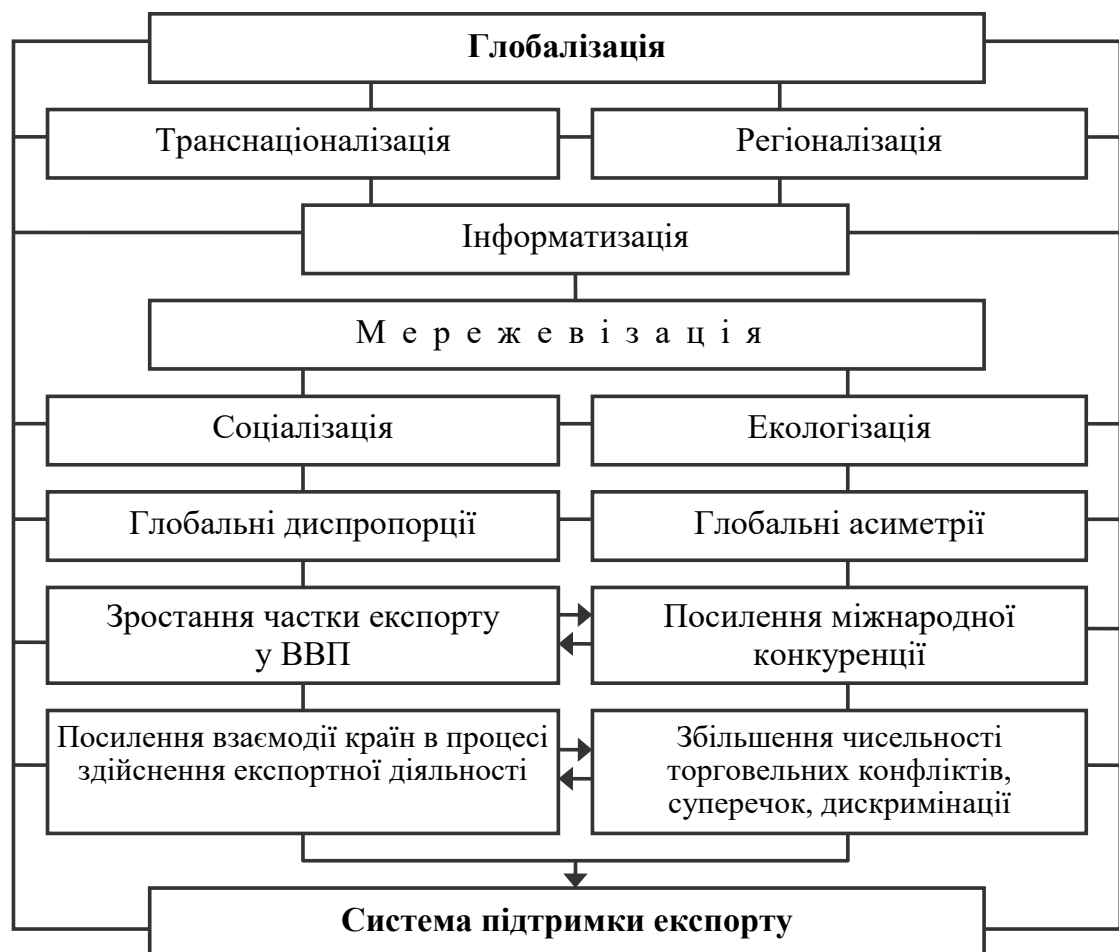 Глобалізація
Транснаціоналізація
Регіоналізація
Інформатизація
Мережевізація
Соціалізація
Екологізація
Глобальні диспропорції
Глобальні асиметрії
Зростання частки експорту
у ВВП
Посилення міжнародної
конкуренції
Посилення взаємодії країн в процесі
здійснення експортної діяльності
Збільшення чисельності
торговельних конфліктів,
суперечок, дискримінації
Система підтримки експорту